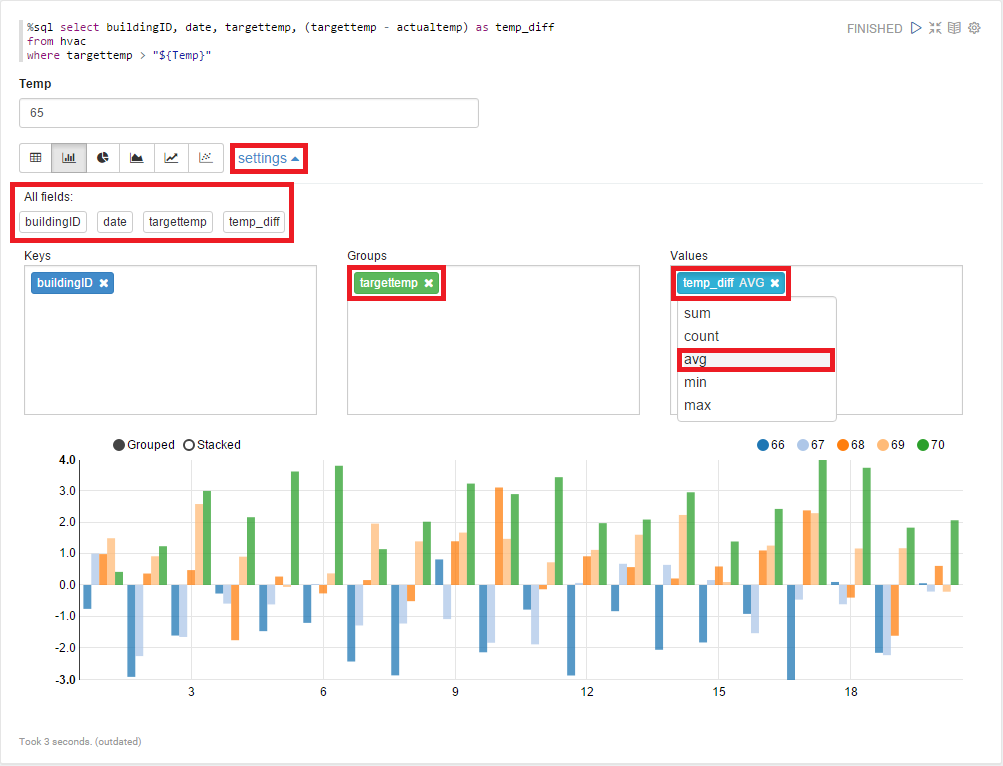 %sql select buildingID, date, targettemp, (targettemp - actualtemp) as temp_diff
from hvac
where targettemp > "${Temp}"
FINISHED
Temp
65
settings
All fields:
buildingID date targettemp temp_diff
Keys Groups Values
buildingID targettemp temp_diff AVG
sum
count
avg
min
max
Grouped Stacked 66 67 68 69 70
4.0
3.0
2.0
1.0
0.0
-1.0
-2.0
-3.0
3 6 9 12 15 18
Took 3 seconds. (outdated)